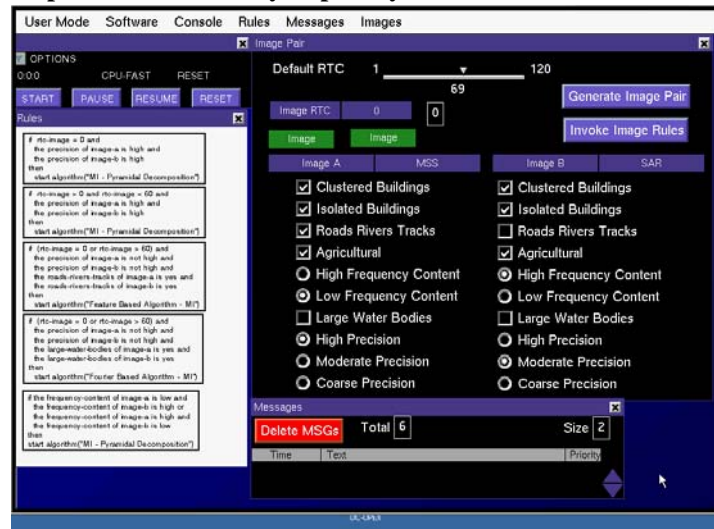 User Mode Software Console Rules Messages Images
OPTIONS
0:0:0 CPU-FAST RESET
START PAUSE RESUME RESET
Rules
if rtc-image = 0 and
the precision of image-a is high and
the precision of image-b is high
then
start algorithm("MI - Pyramidal Decomposition")
if rtc-image > 0 and rtc-image < 60 and
the precision of image-a is high and
the precision of image-b is high
then
start algorithm("MI - Pyramidal Decomposition")
if (rtc-image = 0 or rtc-image > 60) and
the precision of image-a is not high and
the precision of image-b is not high and
the roads-rivers-tracks of image-a is yes and
the roads-rivers-tracks of image-b is yes
then
start algorithm("Feature Based Algorithm - MI")
if (rtc-image = 0 or rtc-image > 60) and
the precision of image-a is not high and
the precision of image-b is not high and
the large-water-bodies of image-a is yes and
the large-water-bodies of image-b is yes
then
start algorithm("Fourier Based Algorithm - MI")
if the frequency-content of image-a is low and
the frequency-content of image-b is high or
the frequency-content of image-a is high and
the frequency-content of image-b is low
then
start algorithm("MI - Pyramidal Decomposition")
Image Pair
Default RTC 1 120
69
Image RTC 0 0
Generate Image Pair
Invoke Image Rules
Image Image
Image A MSS Image B SAR
Clustered Buildings Clustered Buildings
Isolated Buildings Isolated Buildings
Roads Rivers Tracks Roads Rivers Tracks
Agricultural Agricultural
High Frequency Content High Frequency Content
Low Frequency Content Low Frequency Content
Large Water Bodies Large Water Bodies
High Precision High Precision
Moderate Precision Moderate Precision
Coarse Precision Coarse Precision
Messages
Delete MSGs Total 6 Size 2
Time Text Priority